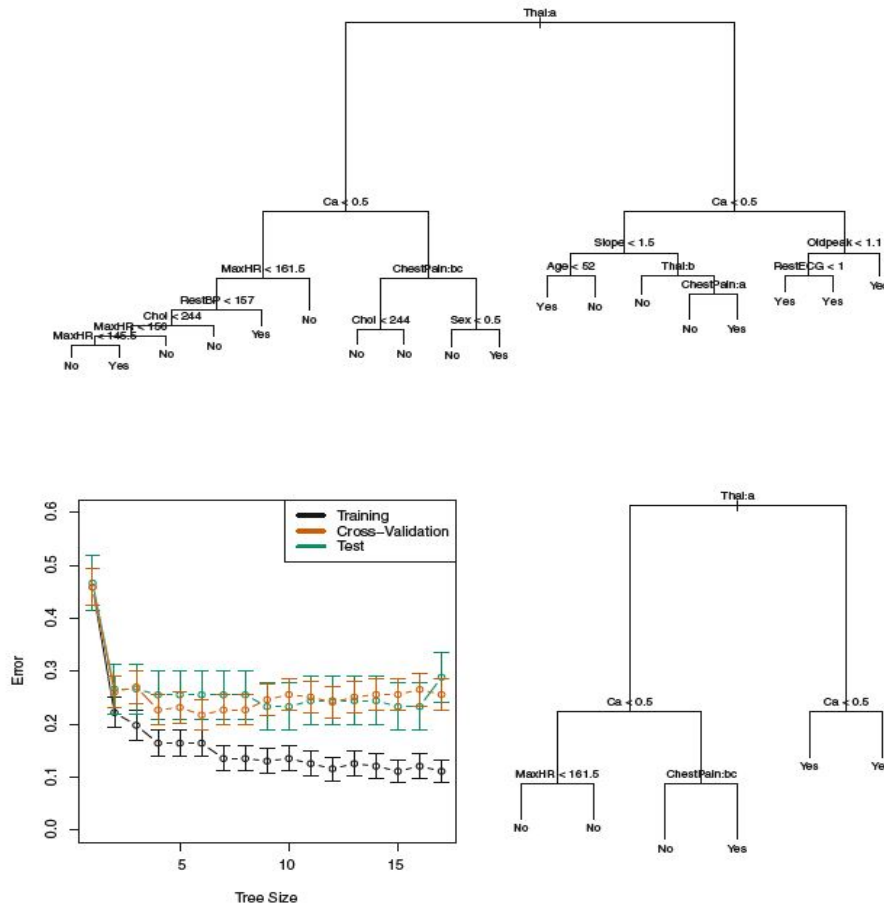 Thal:a
Ca < 0.5
Ca < 0.5
Slope < 1.5
Oldpeak < 1.1
MaxHR < 161.5
ChestPain:bc
Age < 52
Thal:b
RestECG < 1
Yes
ChestPain:a
Yes
No
No
Yes
Yes
RestBP < 157
No
Chol < 244
Chol < 244
Sex < 0.5
No
Yes
MaxHR < 156
Yes
MaxHR < 145.5
No
No
No
No
No
Yes
No
Yes
Training
Cross-Validation
Test
0.6
0.5
0.4
0.3
0.2
0.1
0.0
Error
5
10
15
Tree Size
Thal:a
Ca < 0.5
Ca < 0.5
Yes
MaxHR < 161.5
ChestPain:bc
No
No
No
Yes